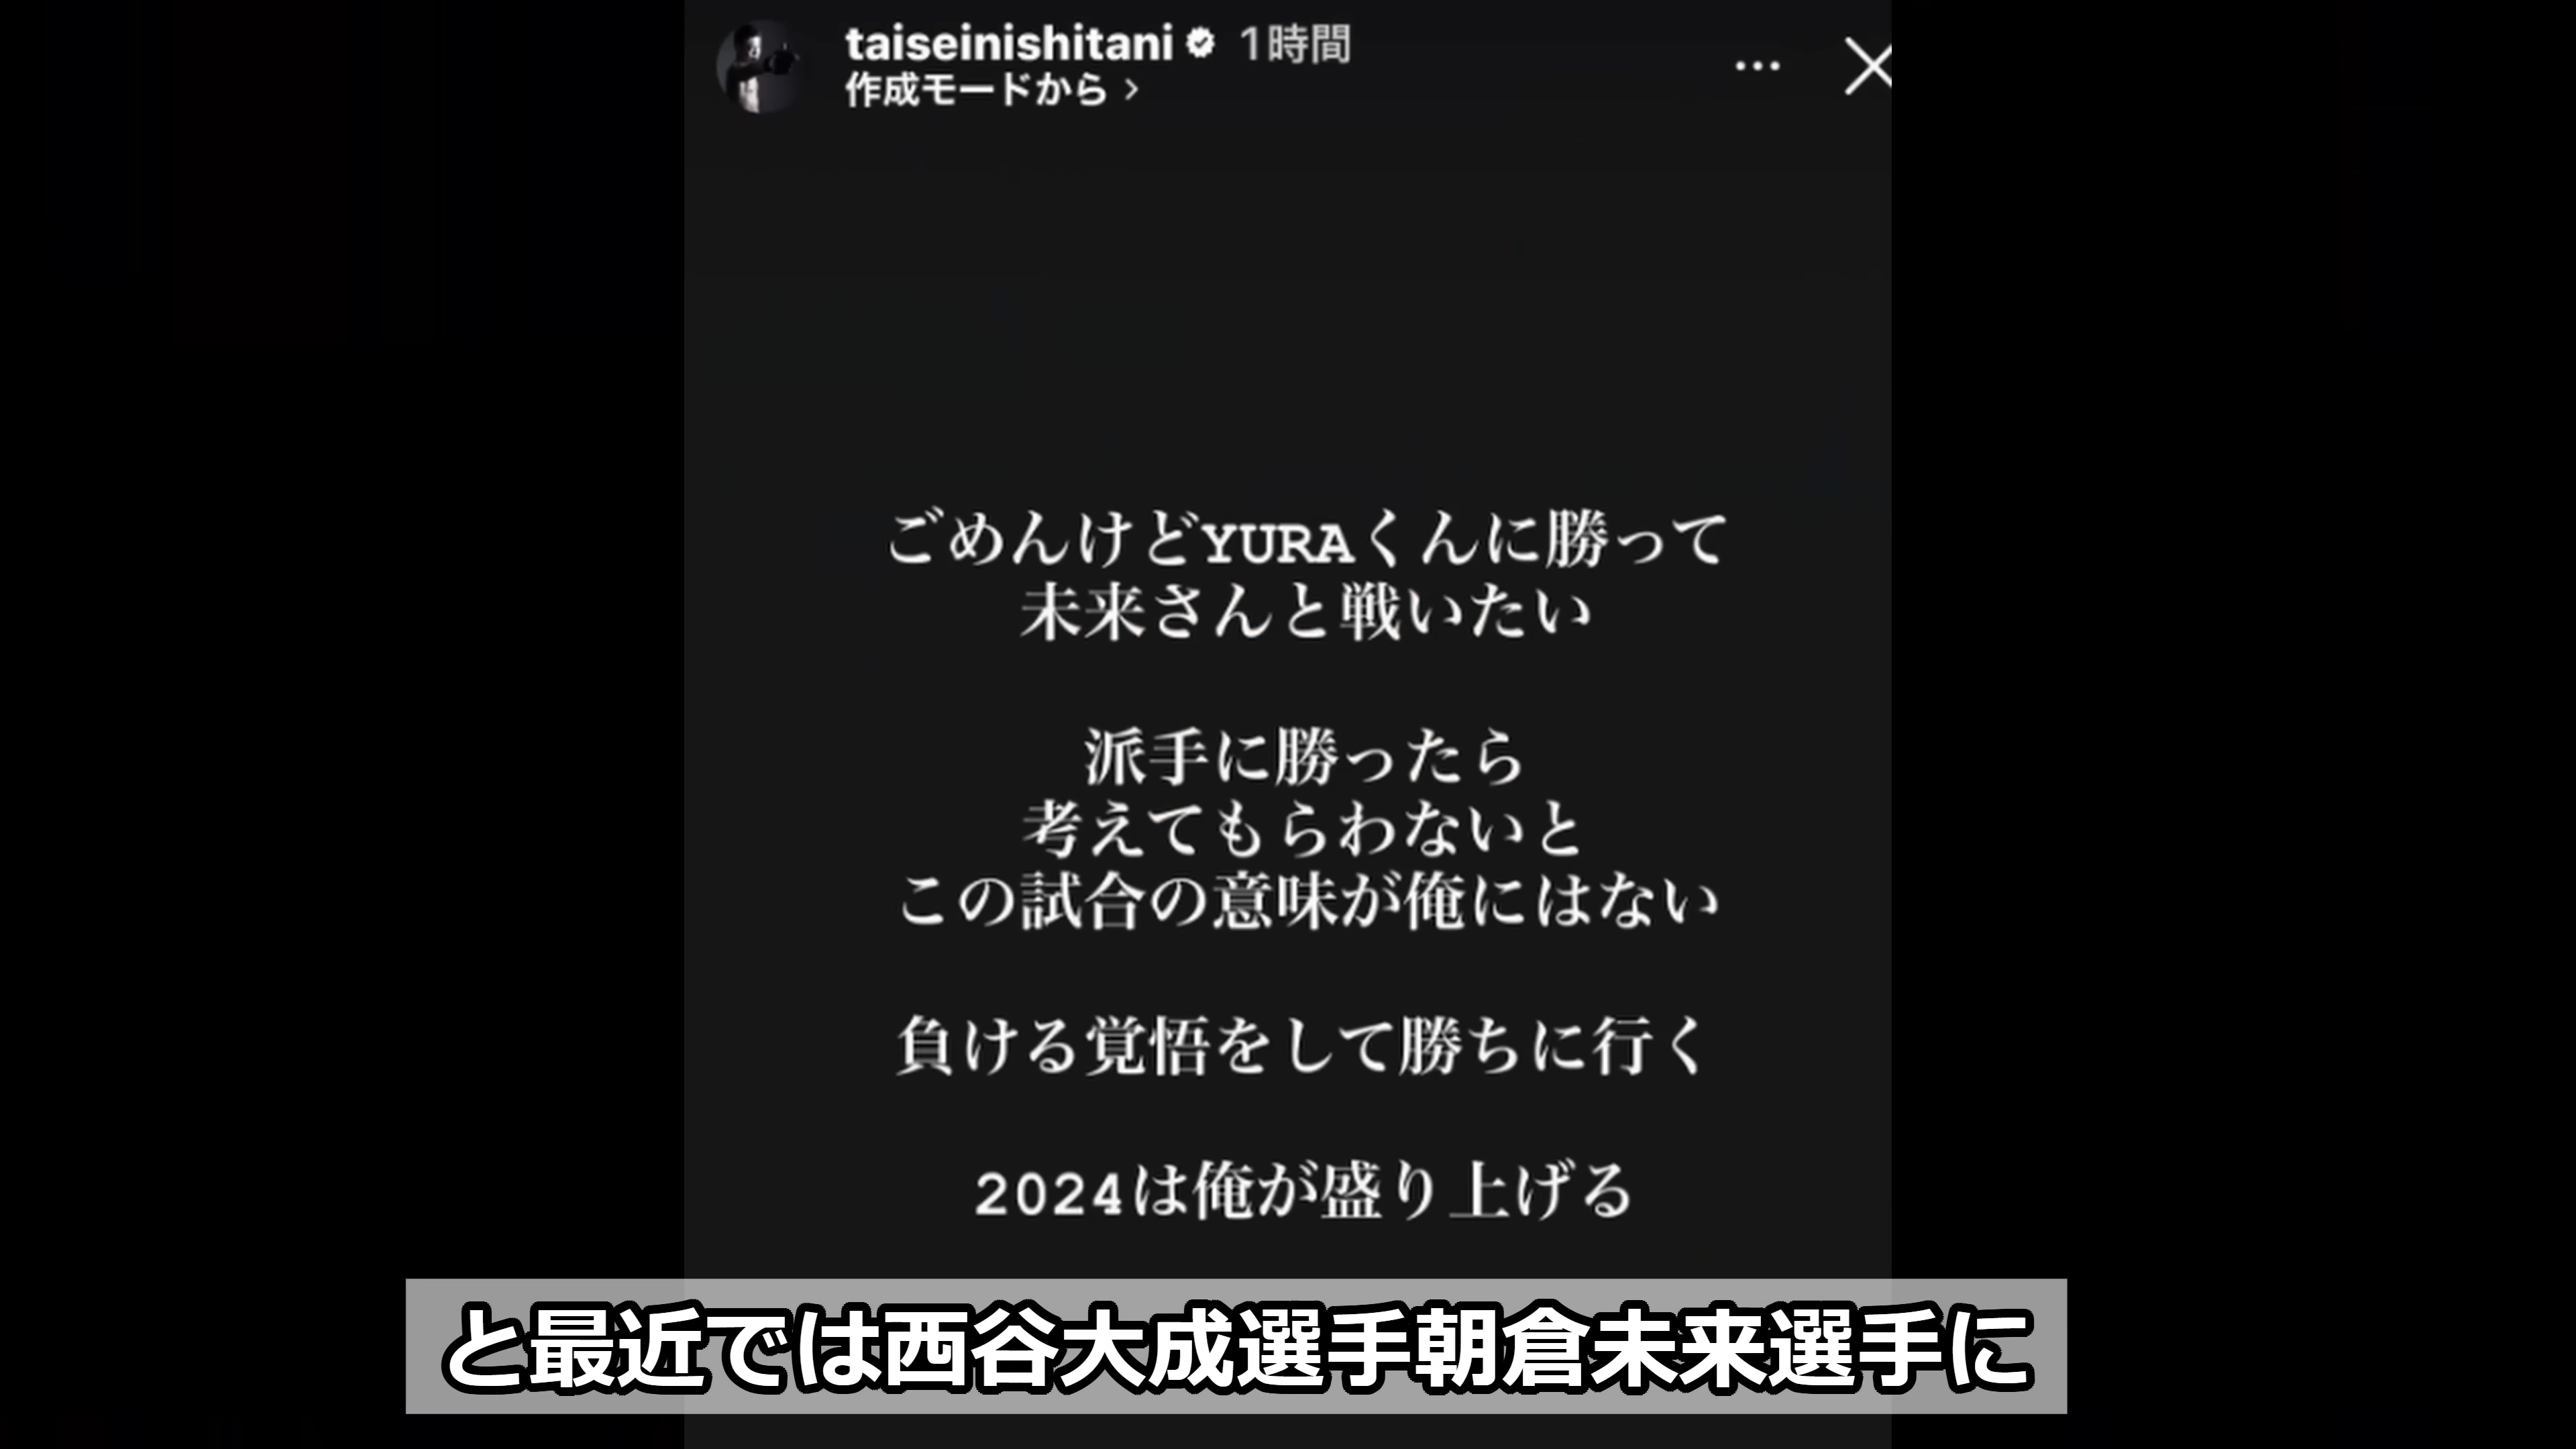 taiseinishitani 1時間
作成モードから
ごめんけどYURAくんに勝って
未来さんと戦いたい
派手に勝ったら
考えてもらわないと
この試合の意味が俺にはない
負ける覚悟をして勝ちに行く
2024は俺が盛り上げる
と最近では西谷大成選手朝倉未来選手に